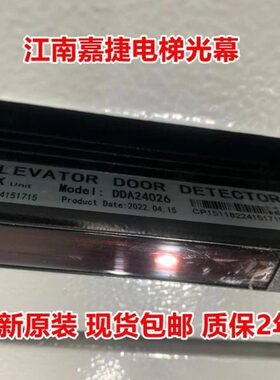 江南嘉捷电梯光幕
LEVATOR DOOR DETECTOR
X Unit
Model: DDA24026
4151715
Product Date:2022.04.15
新原装 现货包邮 质保2年